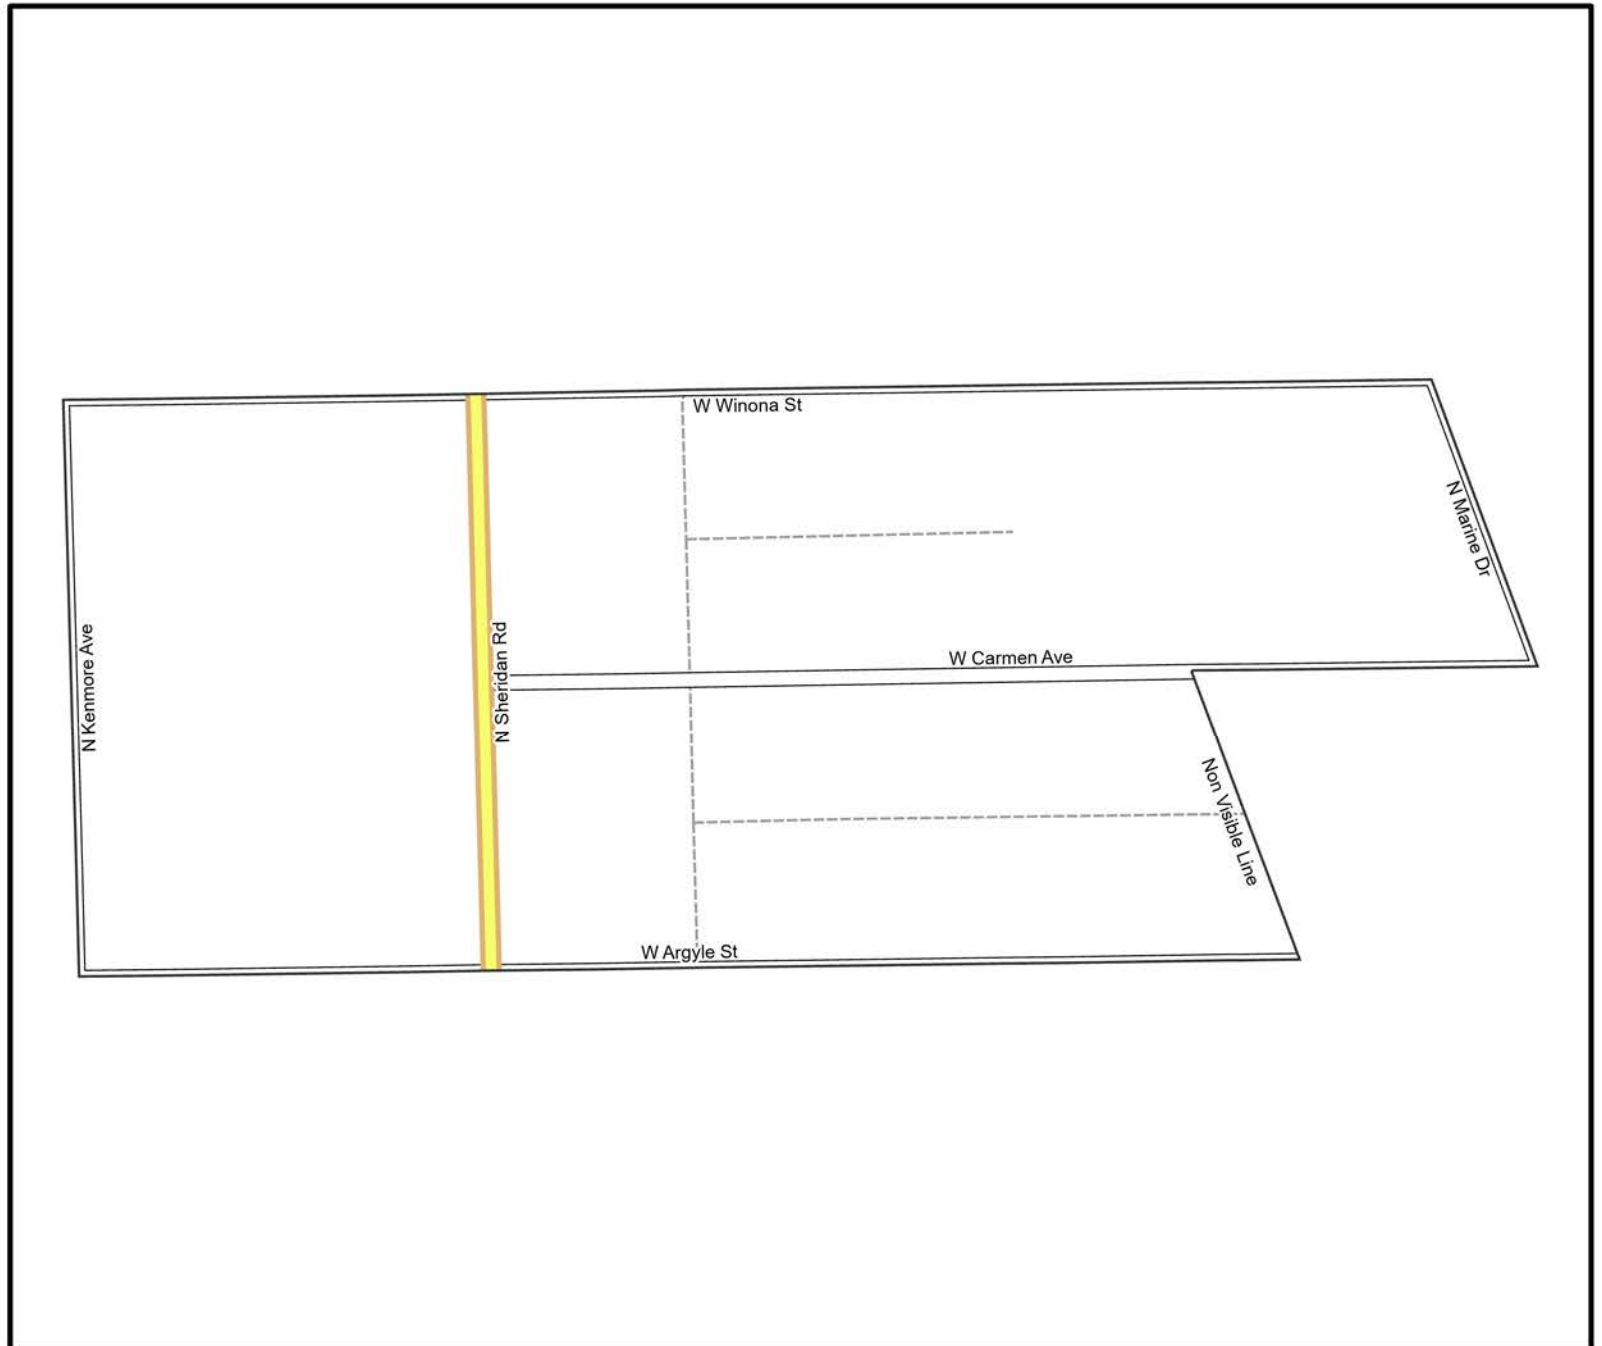 W Winona St
N Marine Dr
N Kenmore Ave
N Sheridan Rd
W Carmen Ave
Non Visible Line
W Argyle St